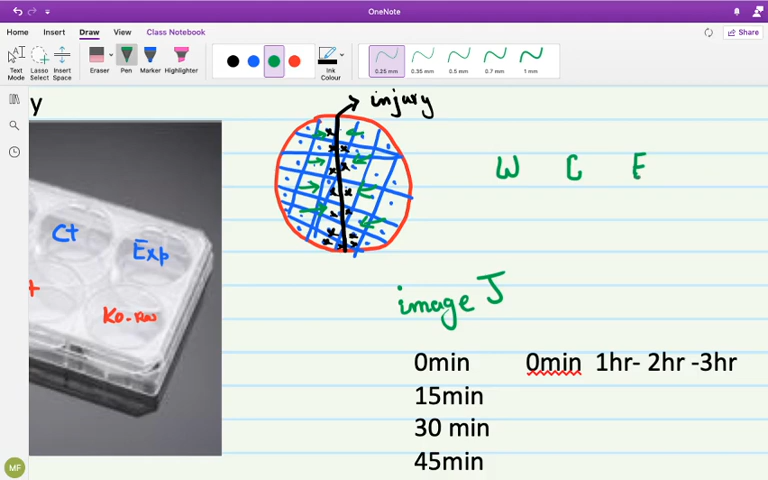 OneNote
Home Insert Draw View Class Notebook
Share
Text Mode
Lasso Select
Insert Space
Eraser
Pen
Marker
Highlighter
Ink Colour
0.25 mm
0.35 mm
0.5 mm
0.7 mm
1 mm
y
injury
W C E
Ct
Exp
image J
0min 0min 1hr- 2hr -3hr
15min
30 min
45min
MF